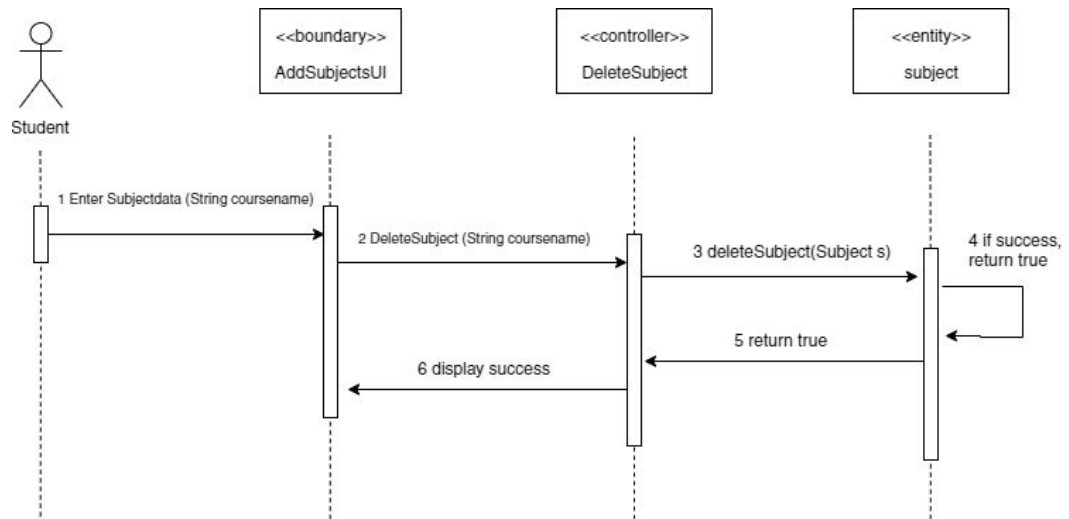 <<boundary>>
AddSubjectsUI
<<controller>>
DeleteSubject
<<entity>>
subject
Student
1 Enter Subjectdata (String coursename)
2 DeleteSubject (String coursename)
3 deleteSubject(Subject s)
4 if success,
return true
5 return true
6 display success